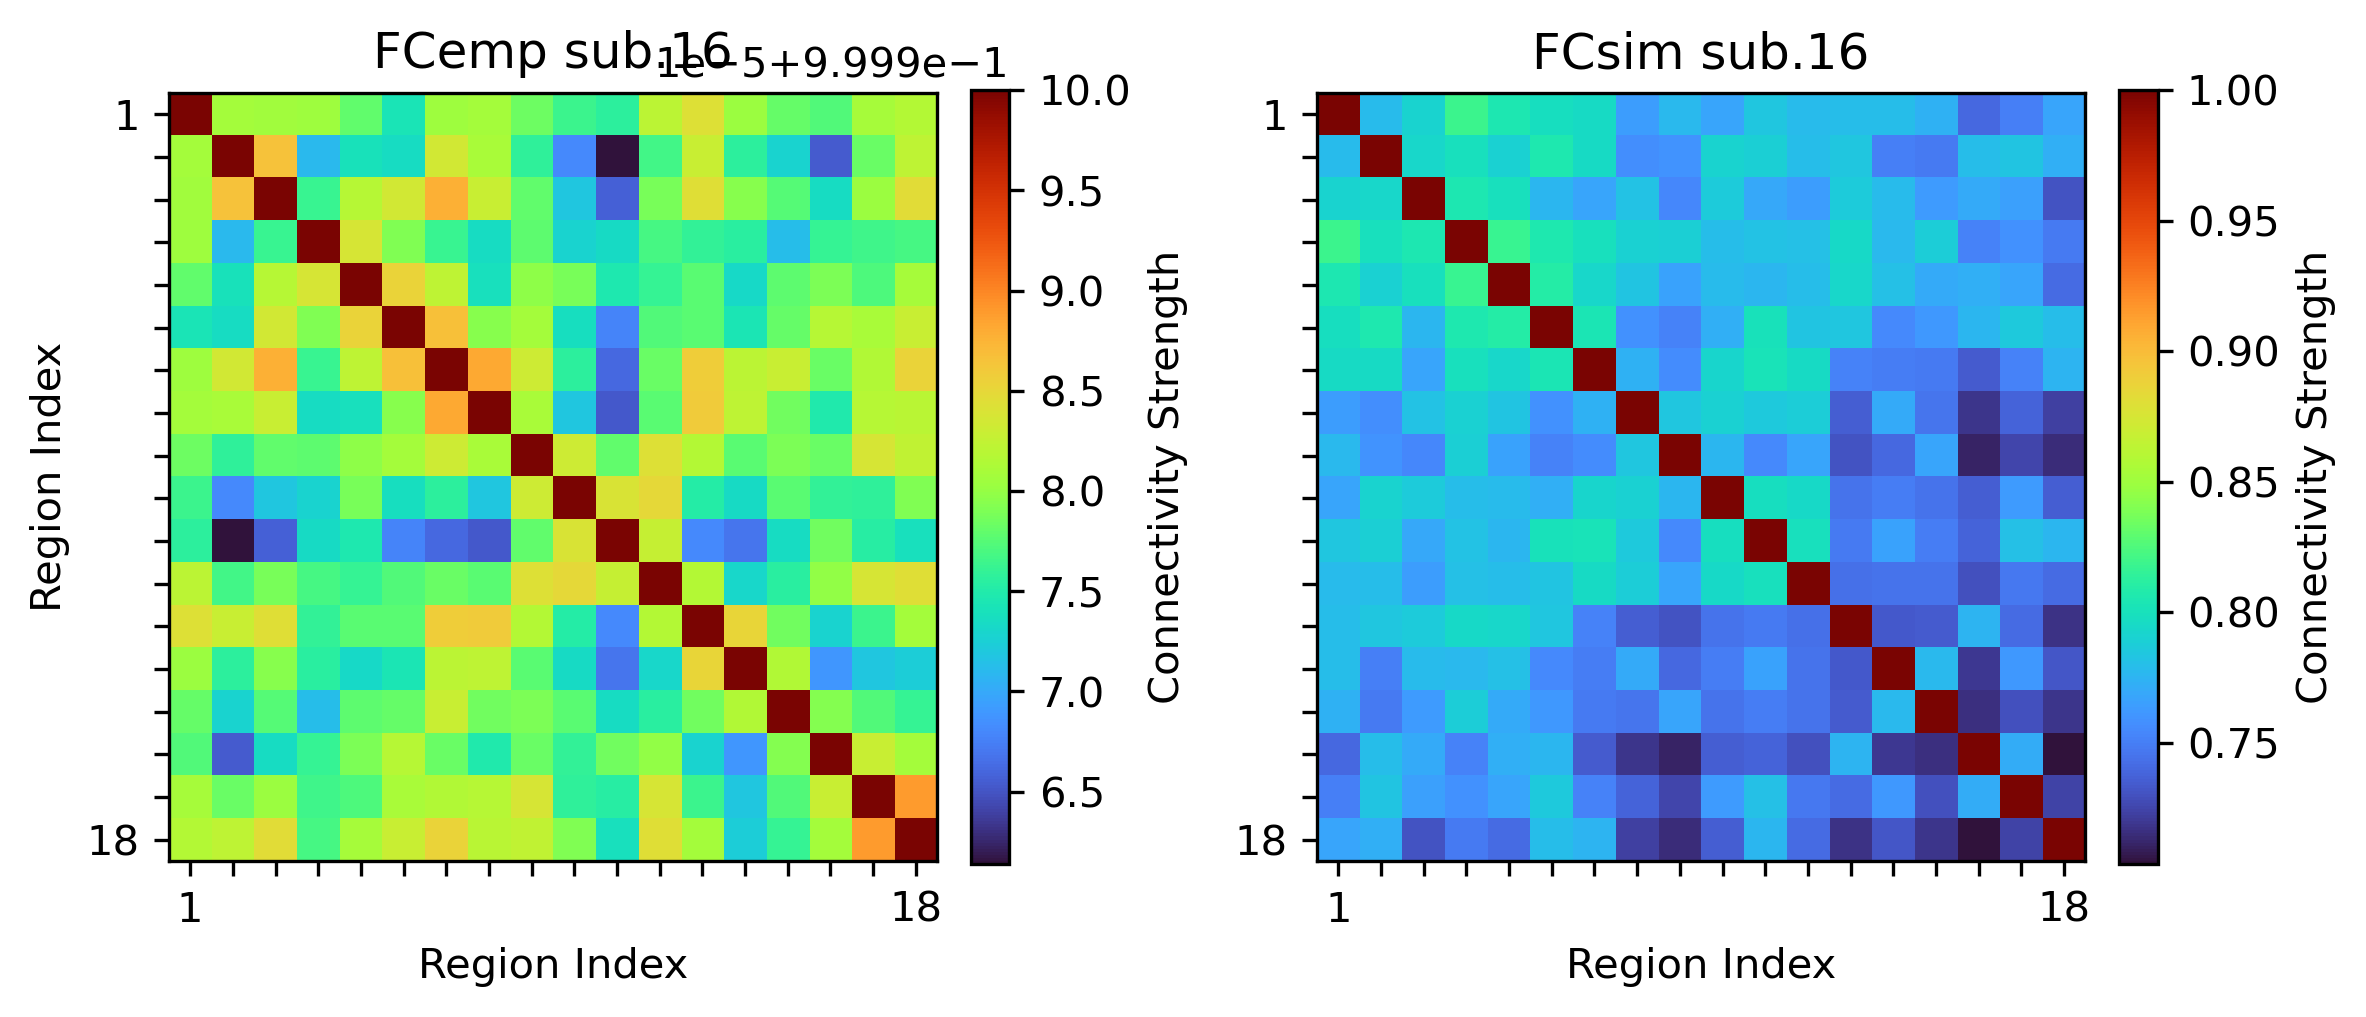 FCemp sub.16
1e−5+9.999e−1
1
18
1
18
Region Index
Region Index
10.0
9.5
9.0
8.5
8.0
7.5
7.0
6.5
Connectivity Strength
FCsim sub.16
1
18
1
18
Region Index
1.00
0.95
0.90
0.85
0.80
0.75
Connectivity Strength